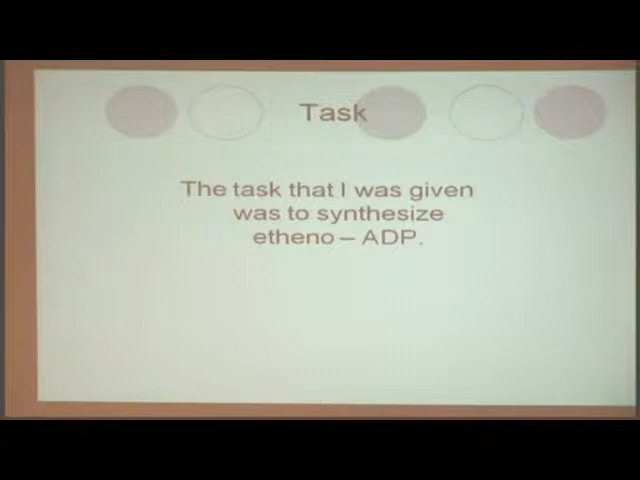 Task
The task that I was given
was to synthesize
etheno – ADP.